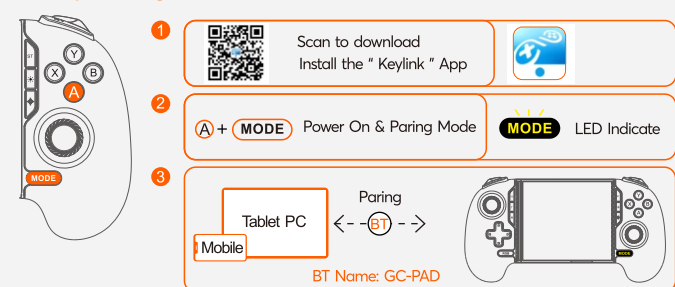 1
Scan to download
Install the “ Keylink ” App
Y
X
B
A
MODE
2
A + MODE Power On & Paring Mode
MODE LED Indicate
3
Tablet PC
Mobile
Paring
BT
BT Name: GC-PAD
MODE